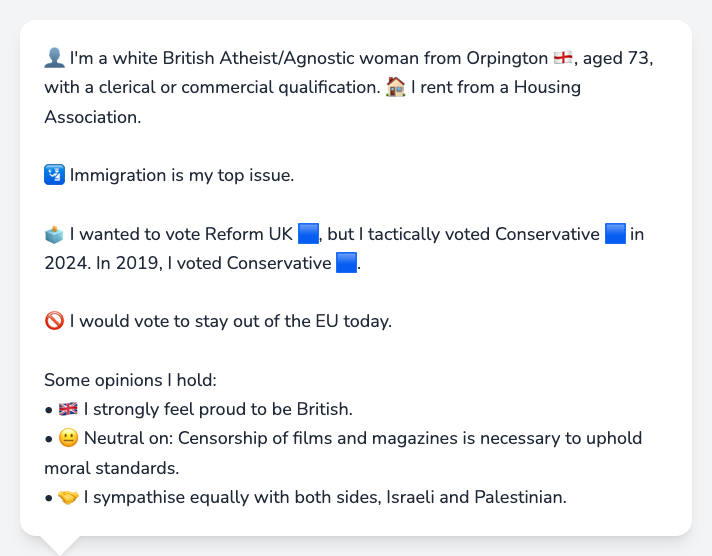 👤 I'm a white British Atheist/Agnostic woman from Orpington 🏴󠁧󠁢󠁥󠁮󠁧󠁿, aged 73,
with a clerical or commercial qualification. 🏠 I rent from a Housing
Association.
🛂 Immigration is my top issue.
🗳️ I wanted to vote Reform UK 🟦, but I tactically voted Conservative 🟦 in
2024. In 2019, I voted Conservative 🟦.
🚫 I would vote to stay out of the EU today.
Some opinions I hold:
• 🇬🇧 I strongly feel proud to be British.
• 😐 Neutral on: Censorship of films and magazines is necessary to uphold
moral standards.
• 🤝 I sympathise equally with both sides, Israeli and Palestinian.